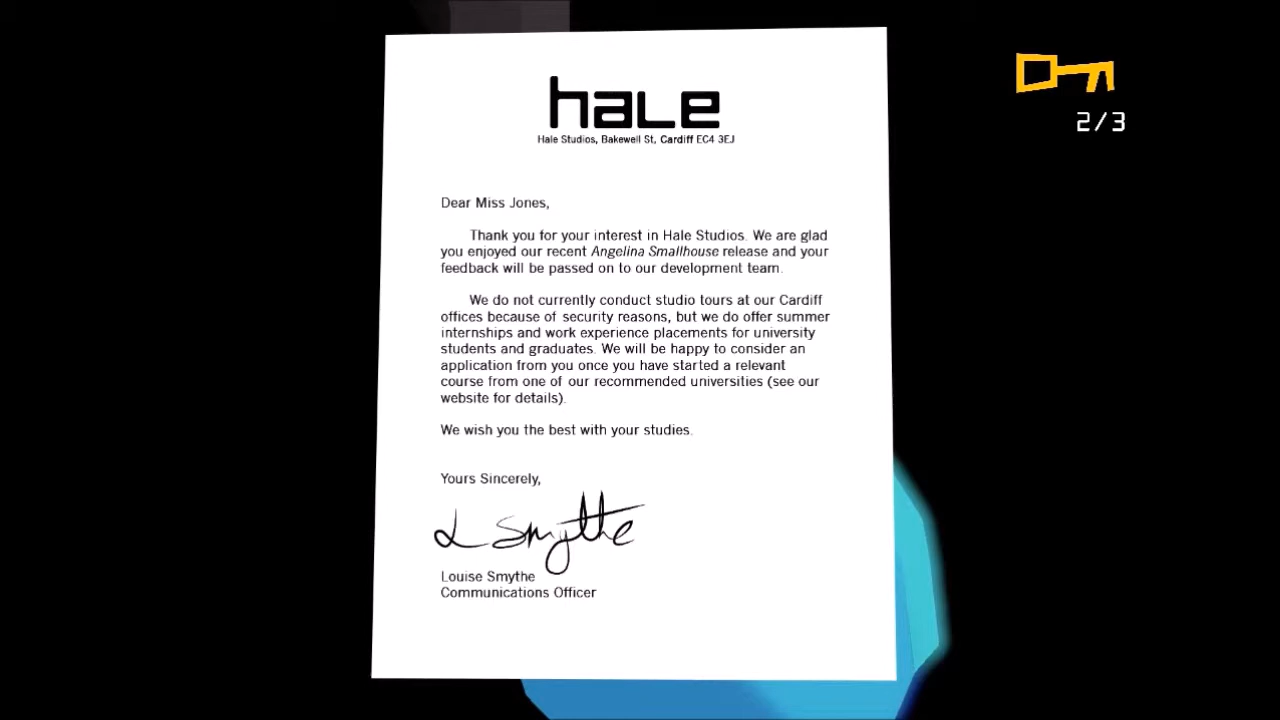 hale
Hale Studios, Bakewell St, Cardiff EC4 3EJ
2/3
Dear Miss Jones,
Thank you for your interest in Hale Studios. We are glad
you enjoyed our recent Angelina Smallhouse release and your
feedback will be passed on to our development team.
We do not currently conduct studio tours at our Cardiff
offices because of security reasons, but we do offer summer
internships and work experience placements for university
students and graduates. We will be happy to consider an
application from you once you have started a relevant
course from one of our recommended universities (see our
website for details).
We wish you the best with your studies.
Yours Sincerely,
L Smythe
Louise Smythe
Communications Officer